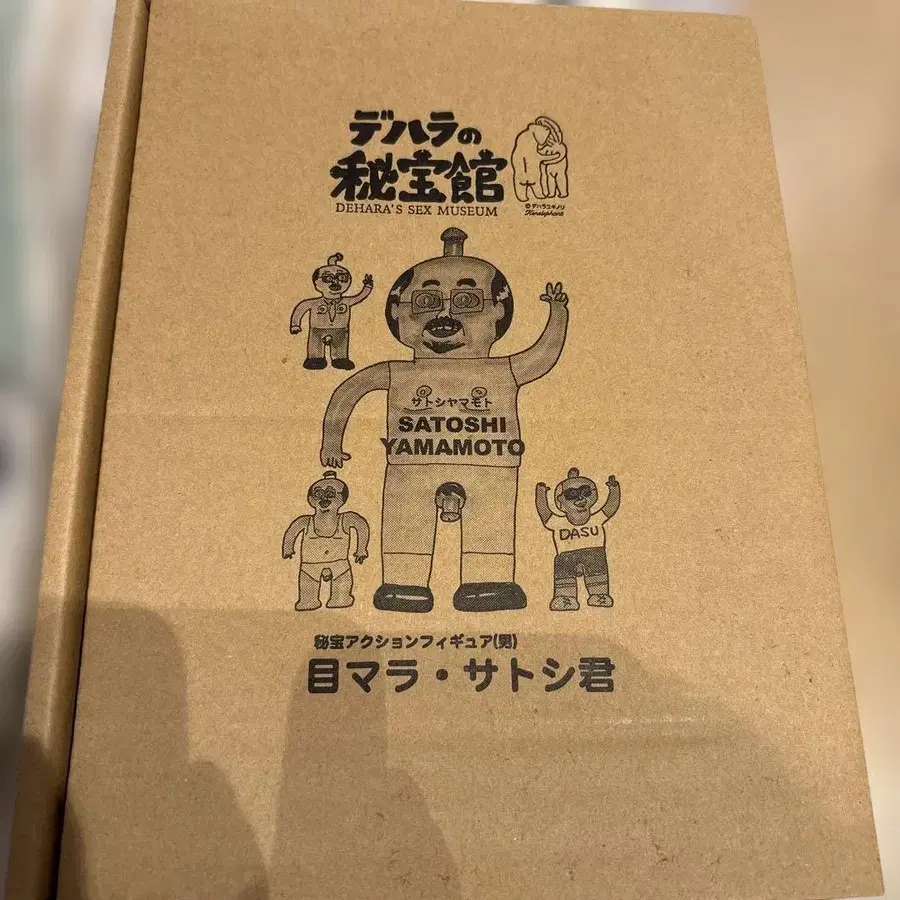 デハラの
秘宝館
DEHARA'S SEX MUSEUM
©デハラユキノリ
Kinelephant
サトシヤマモト
SATOSHI
YAMAMOTO
DASU
秘宝アクションフィギュア(男)
目マラ・サトシ君